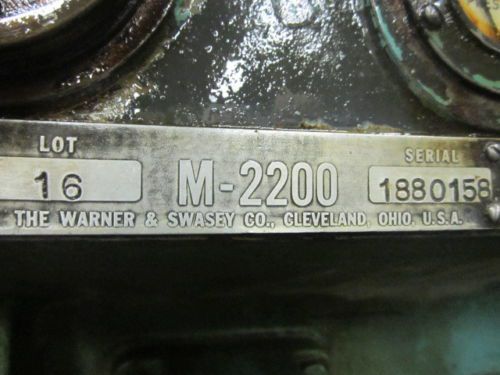 LOT SERIAL
16 M-2200 1880158
THE WARNER & SWASEY CO., CLEVELAND, OHIO, U.S.A.